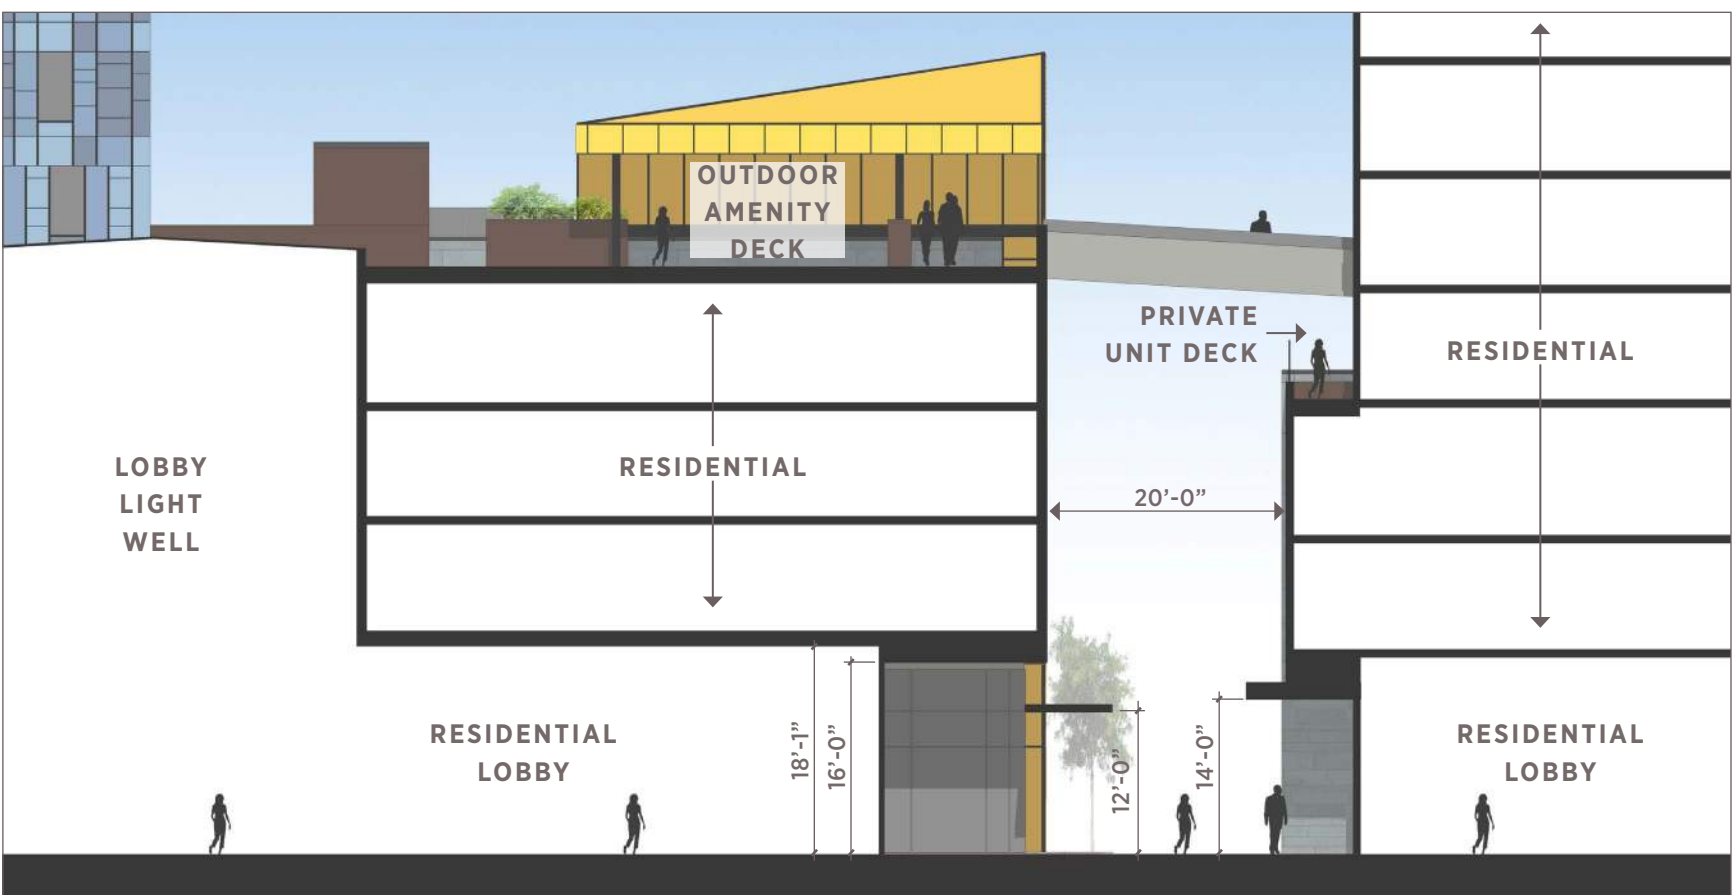 OUTDOOR
AMENITY
DECK
PRIVATE
UNIT DECK
RESIDENTIAL
LOBBY
LIGHT
WELL
RESIDENTIAL
20’-0”
RESIDENTIAL
LOBBY
18’-1”
16’-0”
12’-0”
14’-0”
RESIDENTIAL
LOBBY